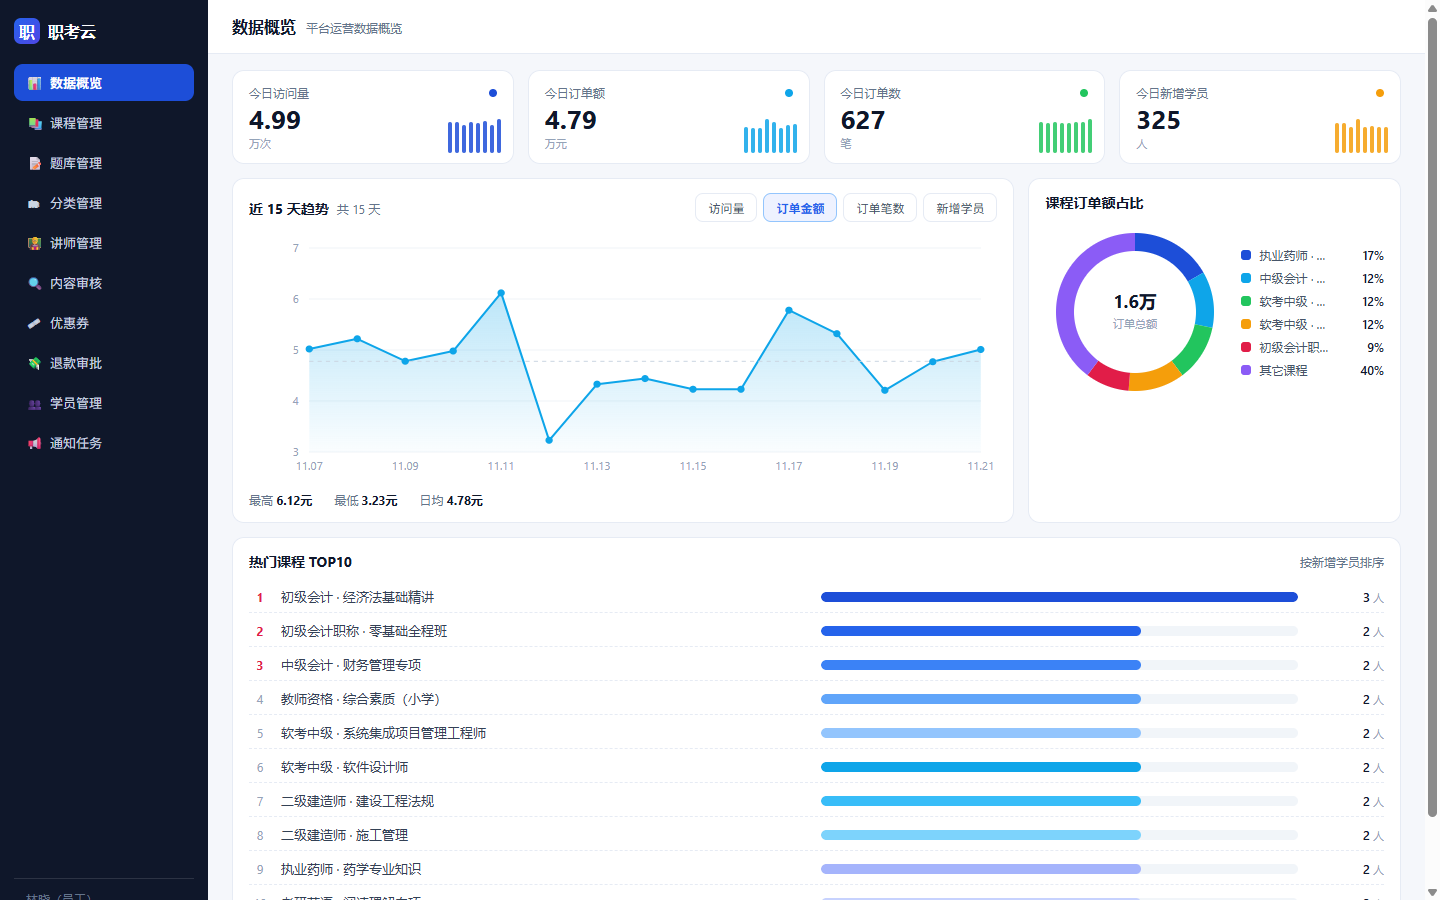 职 职考云
数据概览
课程管理
题库管理
分类管理
讲师管理
内容审核
优惠券
退款审批
学员管理
通知任务
数据概览 平台运营数据概览
今日访问量
4.99
万次
今日订单额
4.79
万元
今日订单数
627
笔
今日新增学员
325
人
近 15 天趋势 共 15 天
访问量 订单金额 订单笔数 新增学员
7
6
5
4
3
11.07 11.09 11.11 11.13 11.15 11.17 11.19 11.21
最高 6.12元 最低 3.23元 日均 4.78元
课程订单额占比
1.6万
订单总额
执业药师 · ... 17%
中级会计 · ... 12%
软考中级 · ... 12%
软考中级 · ... 12%
初级会计职... 9%
其它课程 40%
热门课程 TOP10 按新增学员排序
1 初级会计 · 经济法基础精讲 3 人
2 初级会计职称 · 零基础全程班 2 人
3 中级会计 · 财务管理专项 2 人
4 教师资格 · 综合素质（小学） 2 人
5 软考中级 · 系统集成项目管理工程师 2 人
6 软考中级 · 软件设计师 2 人
7 二级建造师 · 建设工程法规 2 人
8 二级建造师 · 施工管理 2 人
9 执业药师 · 药学专业知识 2 人